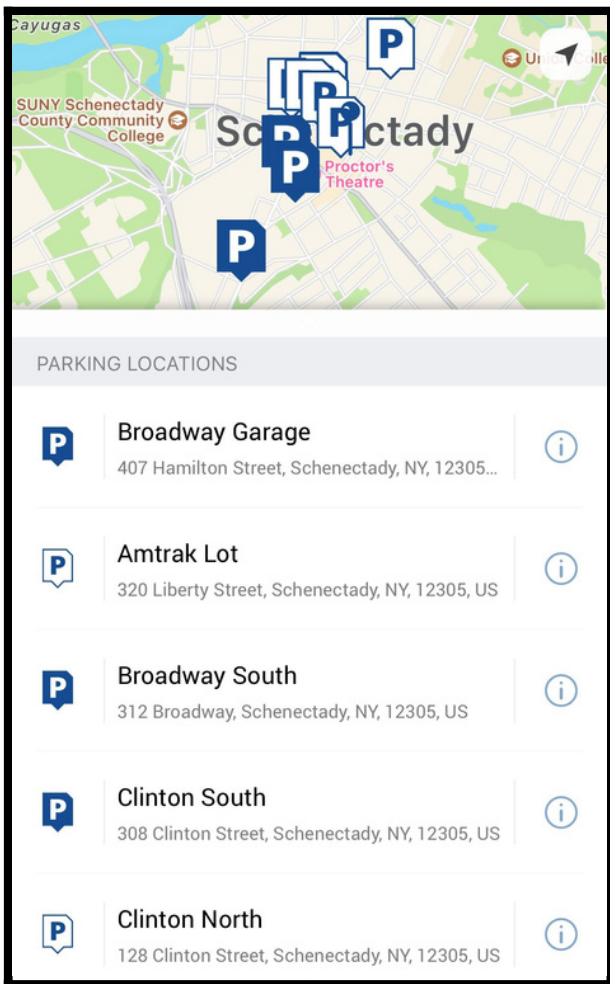 Cayugas
P
SUNY Schenectady
County Community
College
Proctor's
Theatre
P
P
P
PARKING LOCATIONS
P
Broadway Garage
407 Hamilton Street, Schenectady, NY, 12305...
P
Amtrak Lot
320 Liberty Street, Schenectady, NY, 12305, US
P
Broadway South
312 Broadway, Schenectady, NY, 12305, US
P
Clinton South
308 Clinton Street, Schenectady, NY, 12305, US
P
Clinton North
128 Clinton Street, Schenectady, NY, 12305, US